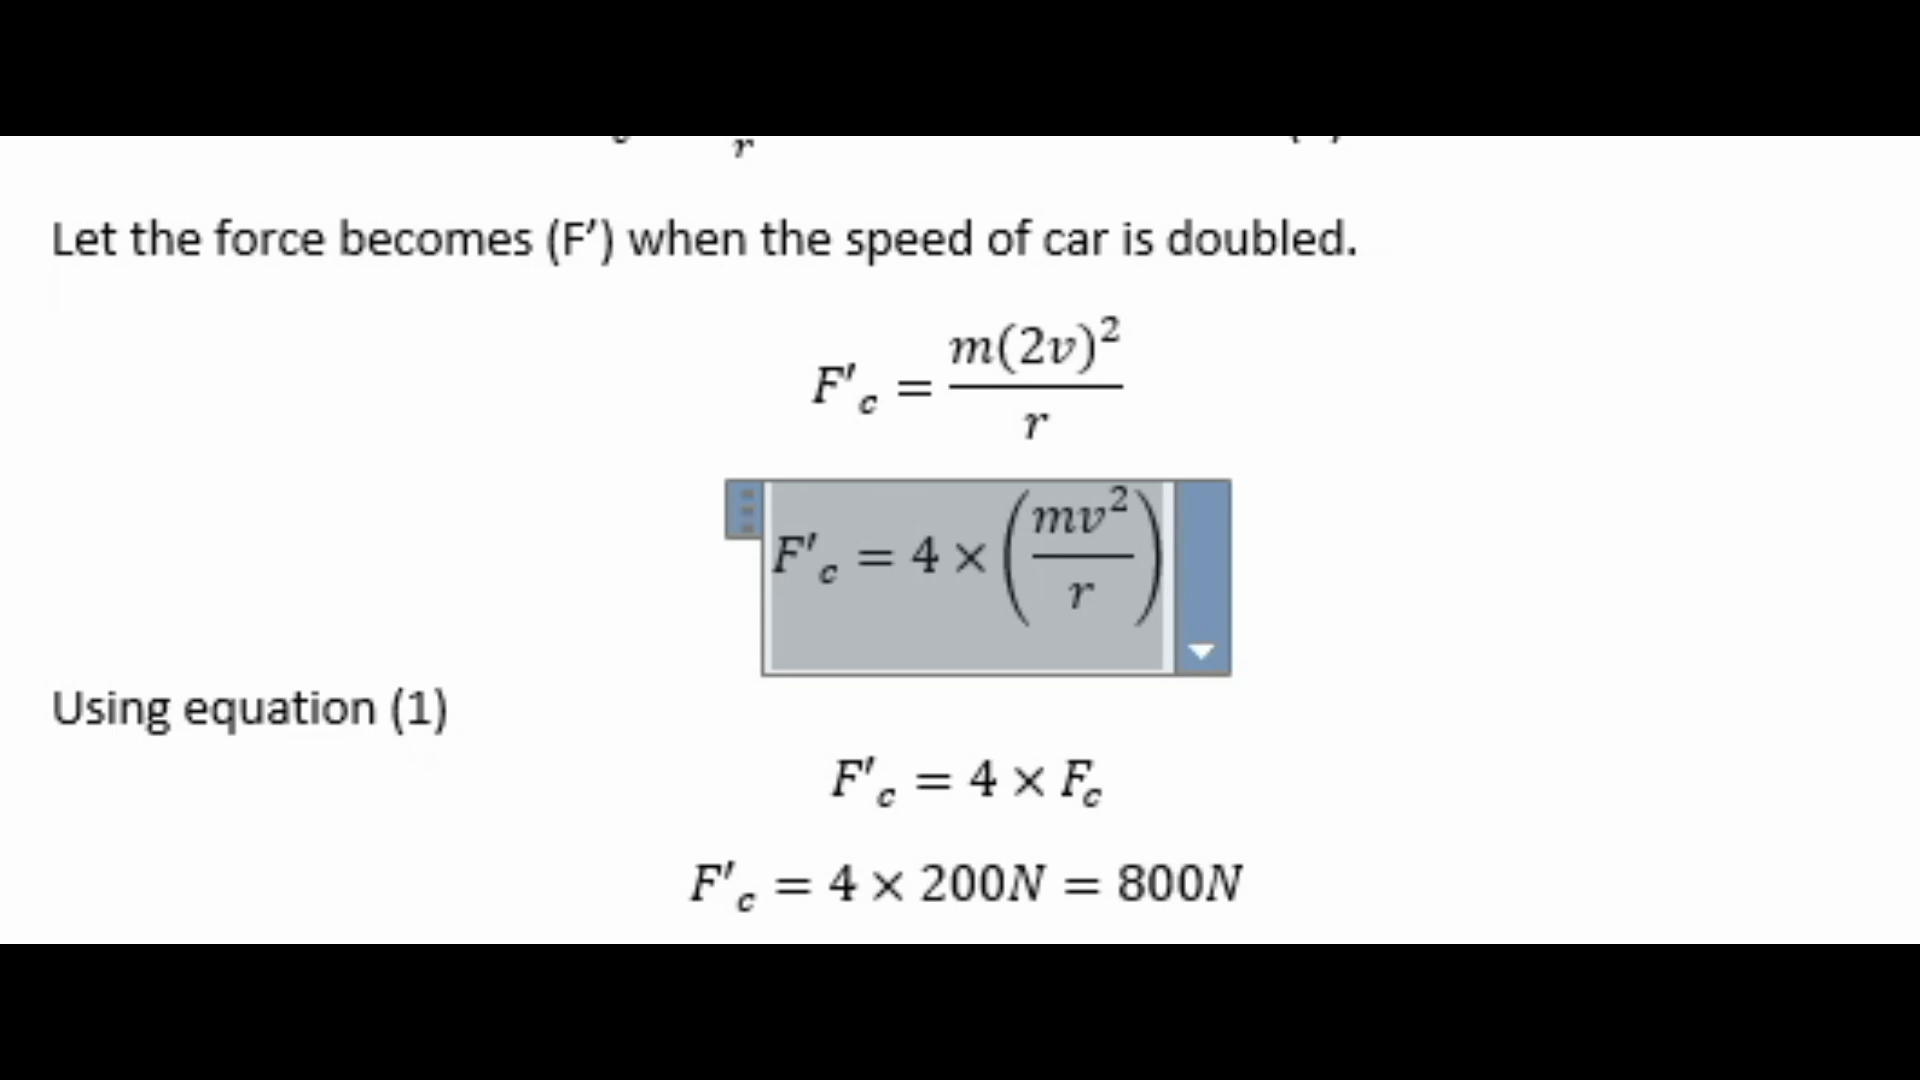 r
Let the force becomes (F′) when the speed of car is doubled.
F′c = m(2v)² / r
F′c = 4 × (mv² / r)
Using equation (1)
F′c = 4 × Fc
F′c = 4 × 200N = 800N